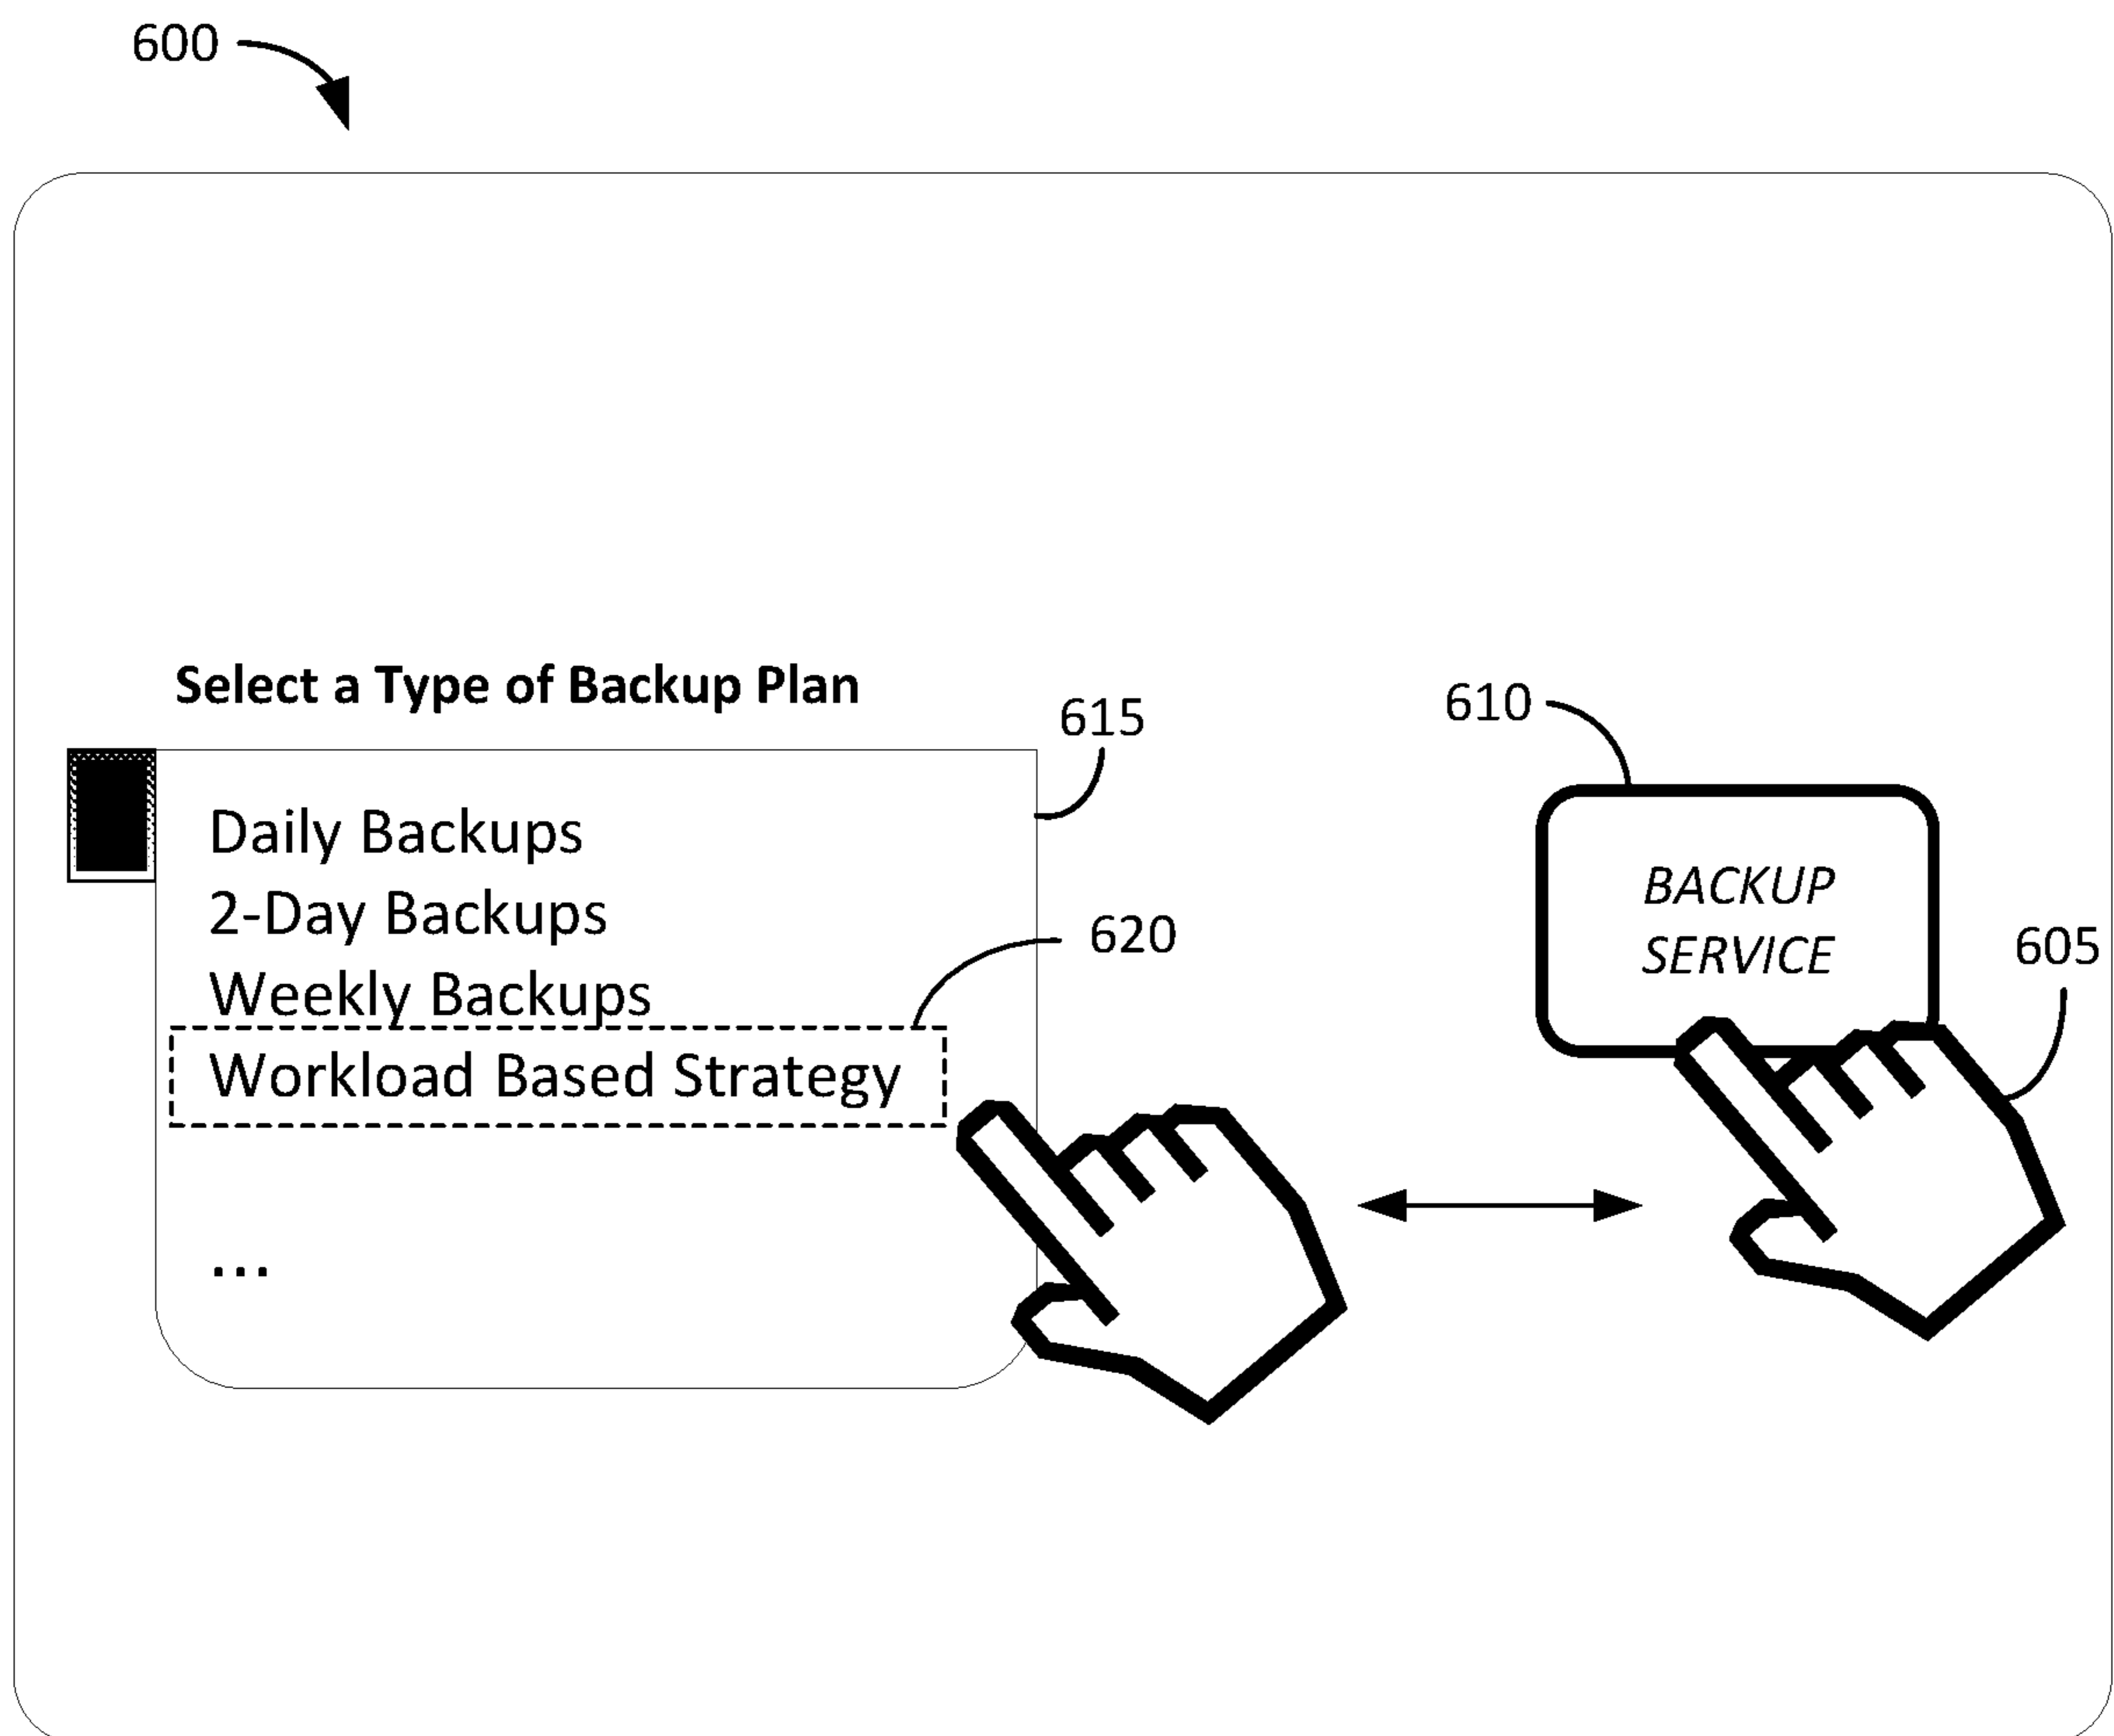 600
Select a Type of Backup Plan
615
610
Daily Backups
2-Day Backups
Weekly Backups
Workload Based Strategy
...
620
BACKUP
SERVICE
605